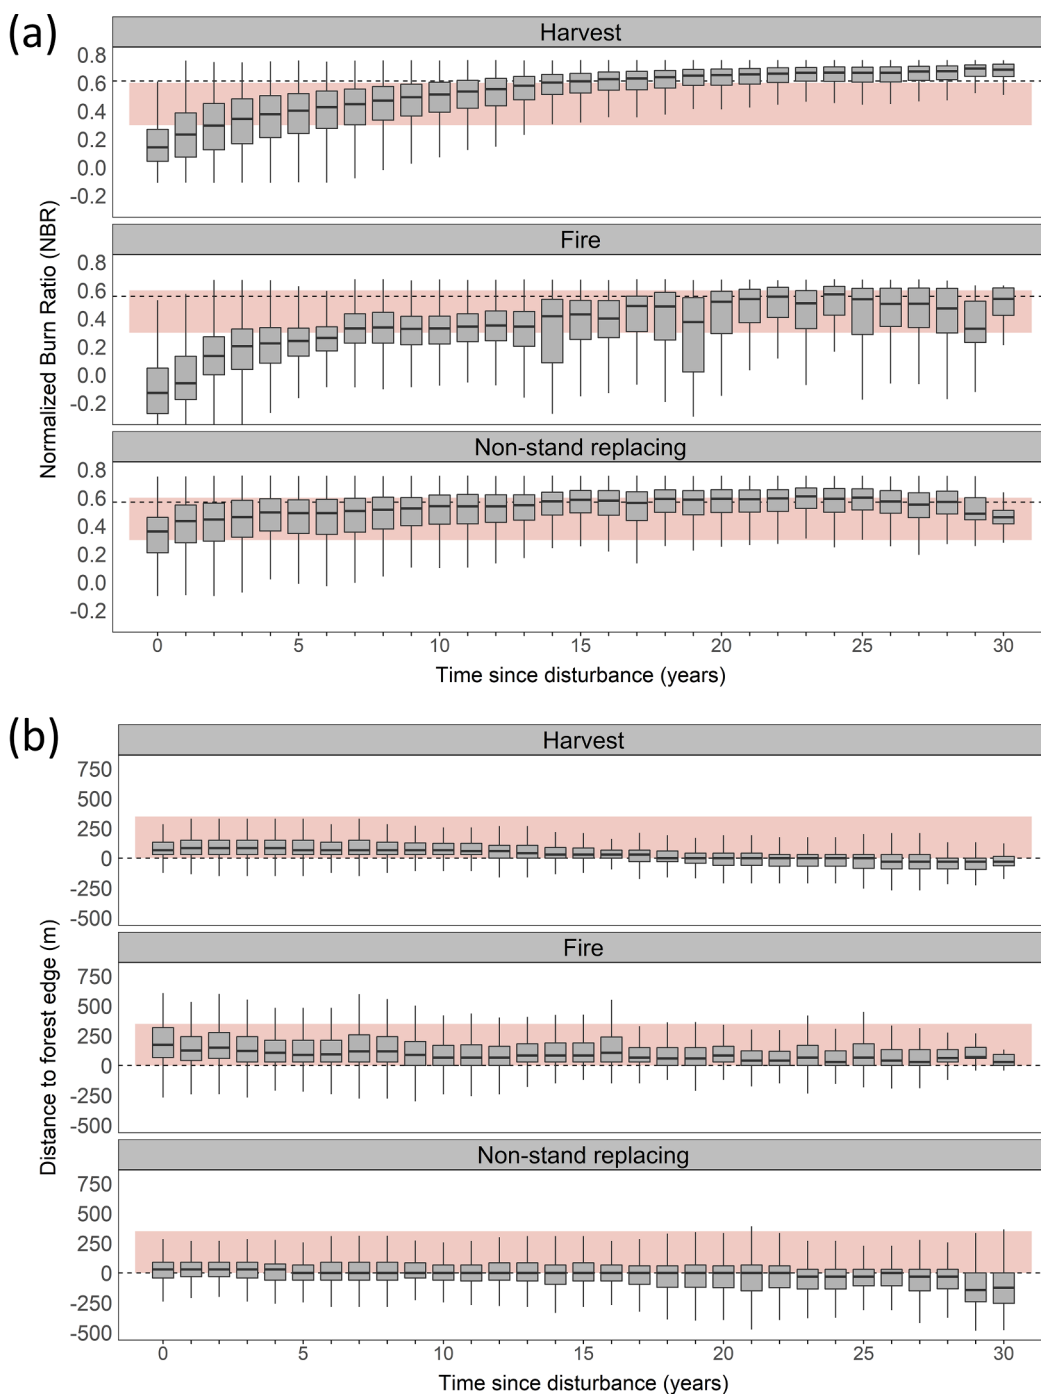 (a)
Harvest
0.8
0.6
0.4
0.2
0.0
-0.2
Fire
0.8
0.6
0.4
0.2
0.0
-0.2
Non-stand replacing
0.8
0.6
0.4
0.2
0.0
-0.2
Normalized Burn Ratio (NBR)
0 5 10 15 20 25 30
Time since disturbance (years)
(b)
Harvest
750
500
250
0
-250
-500
Fire
750
500
250
0
-250
-500
Non-stand replacing
750
500
250
0
-250
-500
Distance to forest edge (m)
0 5 10 15 20 25 30
Time since disturbance (years)